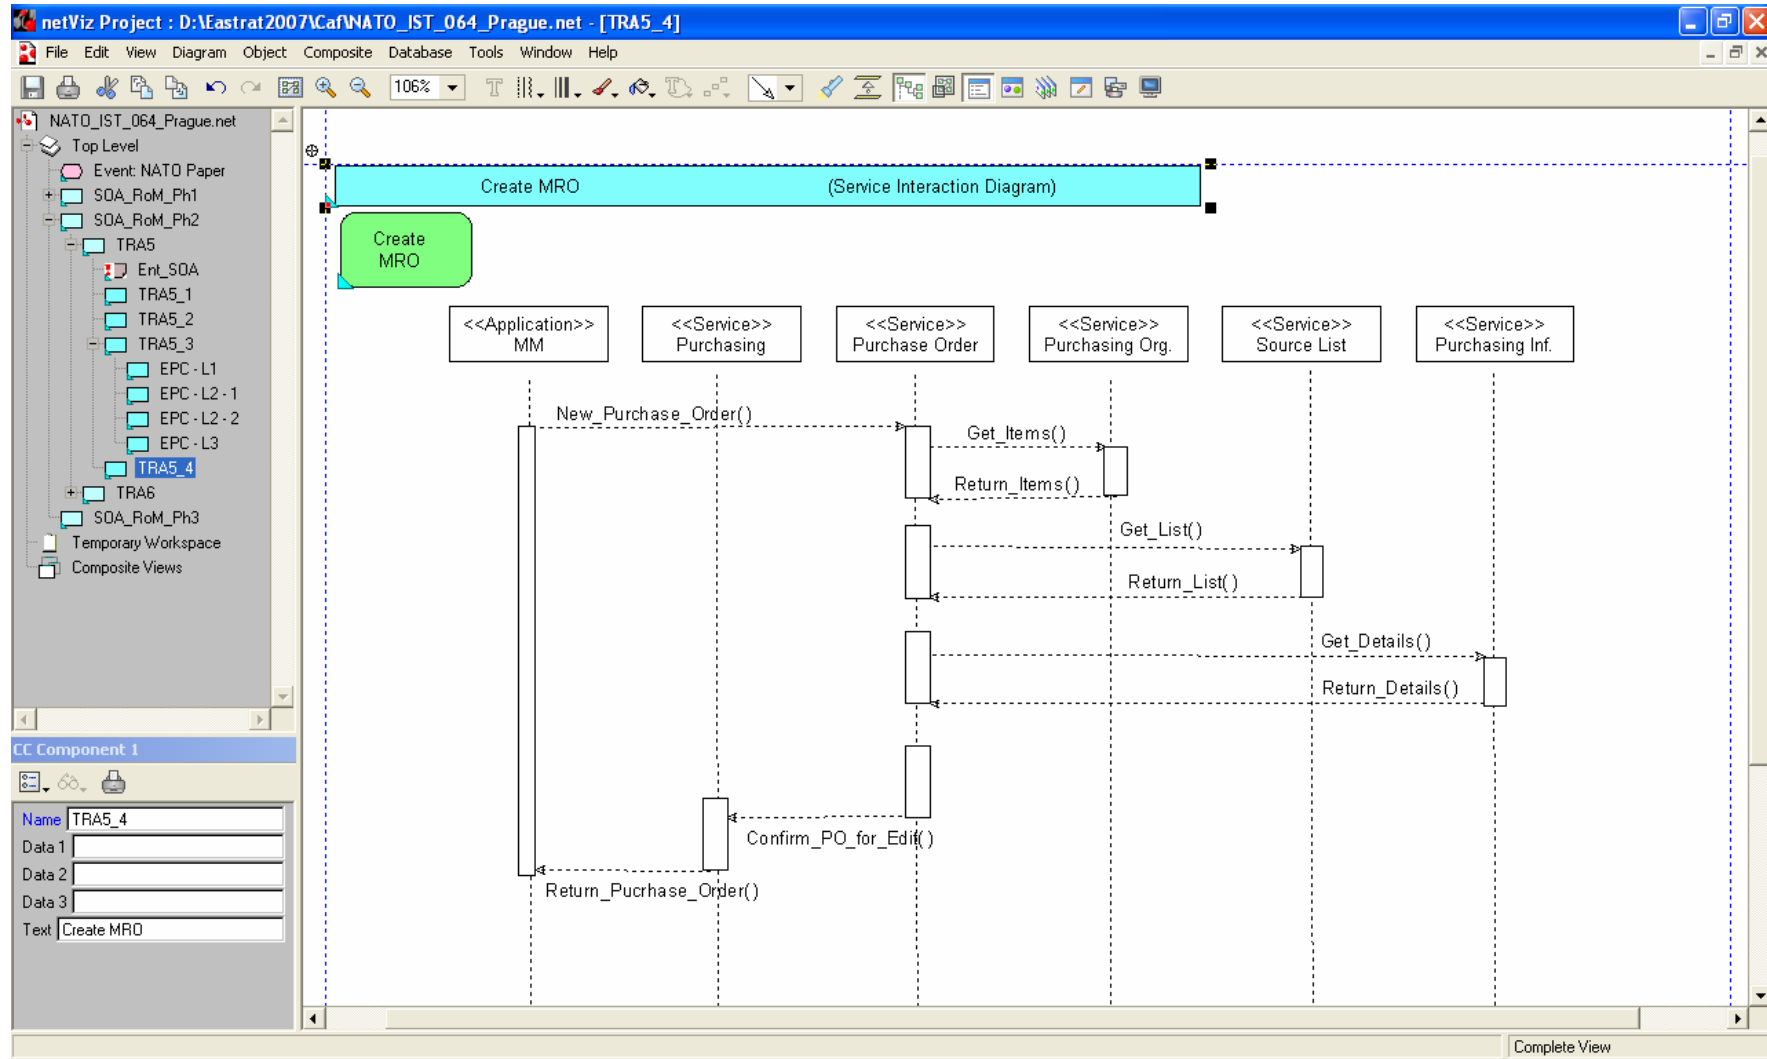 netViz Project : D:\Eastrat2007\Caf\NATO_IST_064_Prague.net - [TRA5_4]
File Edit View Diagram Object Composite Database Tools Window Help
106%
NATO_IST_064_Prague.net
Top Level
Event: NATO Paper
SOA_RoM_Ph1
SOA_RoM_Ph2
TRA5
Ent_SOA
TRA5_1
TRA5_2
TRA5_3
EPC - L1
EPC - L2 - 1
EPC - L2 - 2
EPC - L3
TRA5_4
TRA6
SOA_RoM_Ph3
Temporary Workspace
Composite Views
CC Component 1
Name TRA5_4
Data 1
Data 2
Data 3
Text Create MRO
Create MRO (Service Interaction Diagram)
Create
MRO
<<Application>>
MM
<<Service>>
Purchasing
<<Service>>
Purchase Order
<<Service>>
Purchasing Org.
<<Service>>
Source List
<<Service>>
Purchasing Inf.
New_Purchase_Order()
Get_Items()
Return_Items()
Get_List()
Return_List()
Get_Details()
Return_Details()
Confirm_PO_for_Edit()
Return_Pucrhase_Order()
Complete View